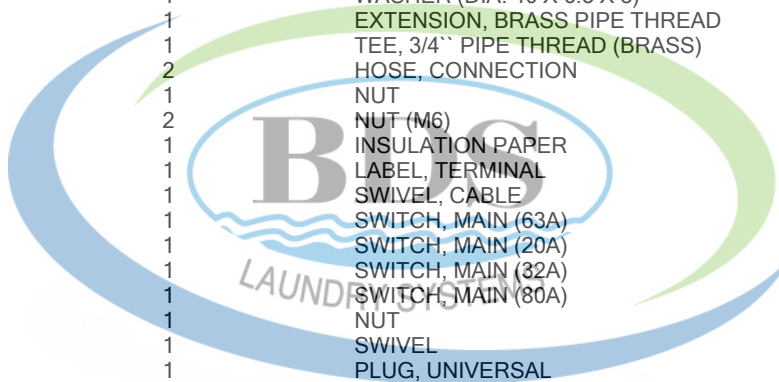 1 EXTENSION, BRASS PIPE THREAD
1 TEE, 3/4`` PIPE THREAD (BRASS)
2 HOSE, CONNECTION
1 NUT
2 NUT (M6)
1 INSULATION PAPER
1 LABEL, TERMINAL
1 SWIVEL, CABLE
1 SWITCH, MAIN (63A)
1 SWITCH, MAIN (20A)
1 SWITCH, MAIN (32A)
1 SWITCH, MAIN (80A)
1 NUT
1 SWIVEL
1 PLUG, UNIVERSAL
BDS
LAUNDRY SYSTEMS